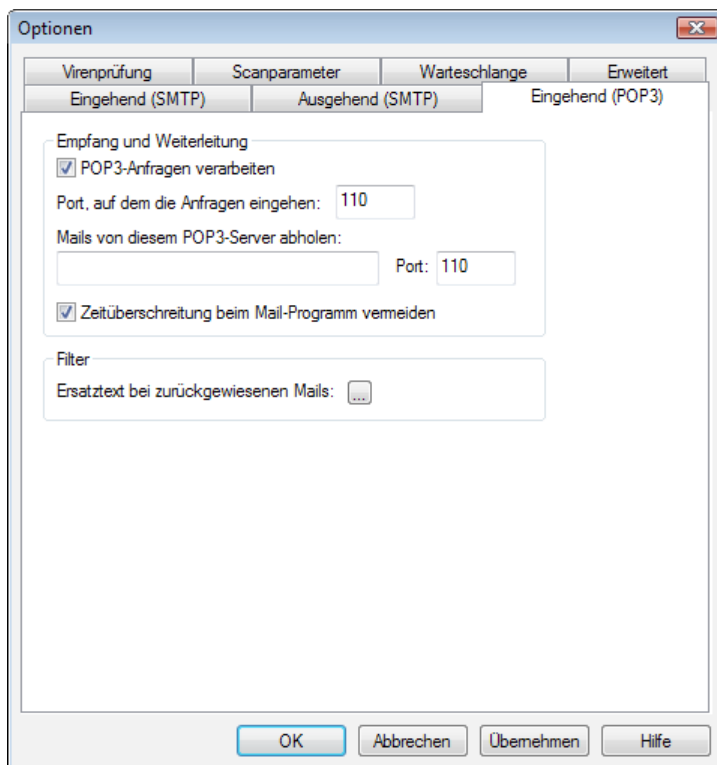 Optionen
Virenprüfung Scanparameter Warteschlange Erweitert
Eingehend (SMTP) Ausgehend (SMTP) Eingehend (POP3)
Empfang und Weiterleitung
POP3-Anfragen verarbeiten
Port, auf dem die Anfragen eingehen: 110
Mails von diesem POP3-Server abholen:
Port: 110
Zeitüberschreitung beim Mail-Programm vermeiden
Filter
Ersatztext bei zurückgewiesenen Mails: ...
OK Abbrechen Übernehmen Hilfe